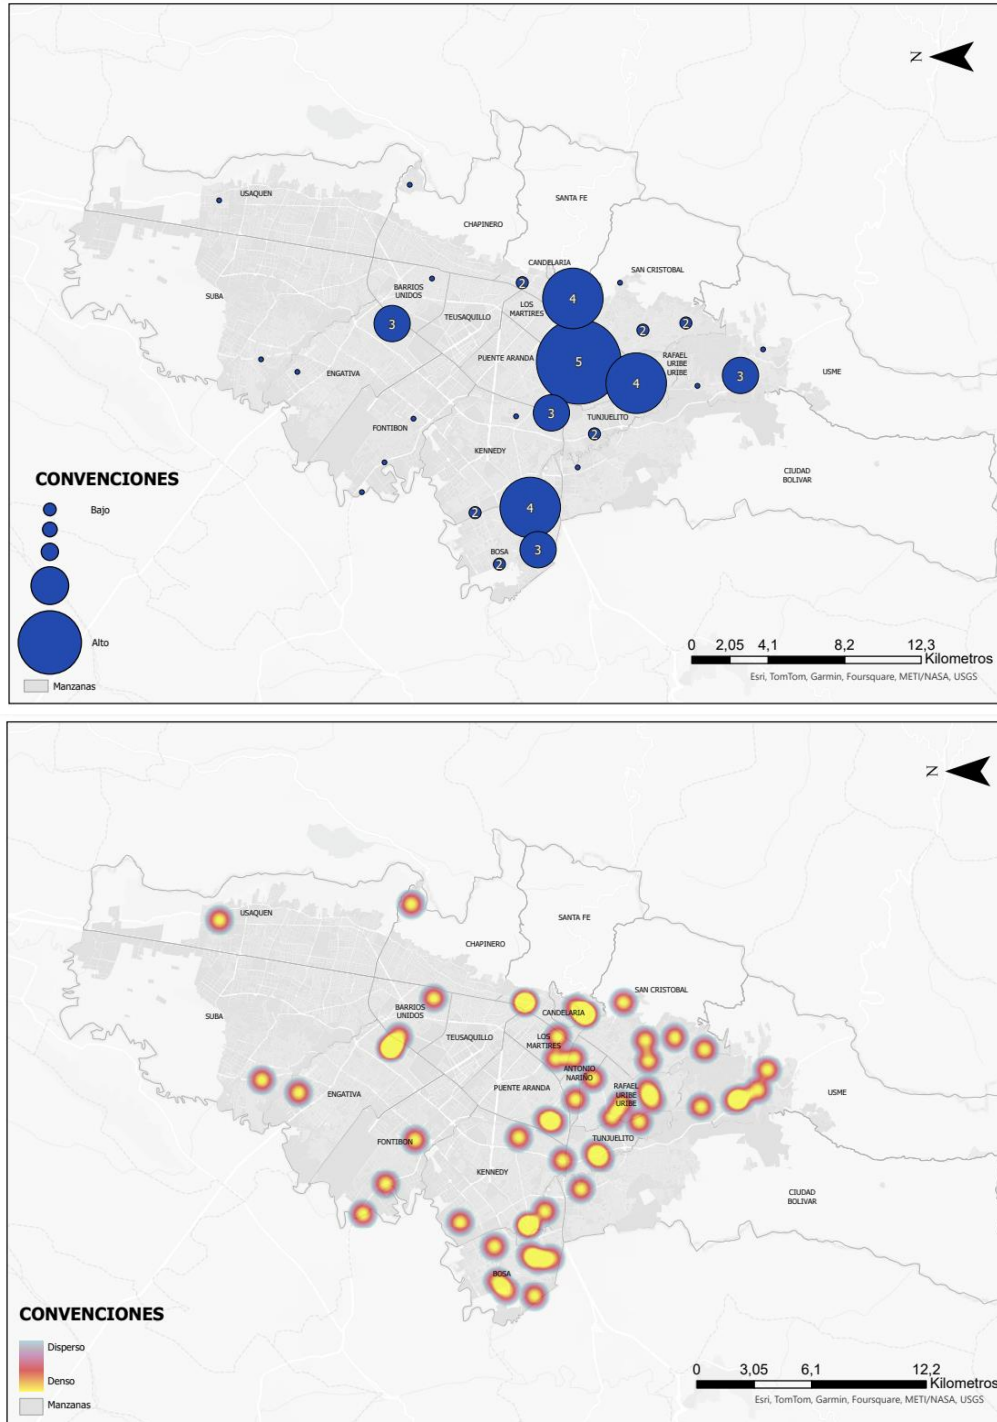 N
USAQUEN
SANTA FE
CHAPINERO
CANDELARIA
SAN CRISTOBAL
2
4
BARRIOS
UNIDOS
SUBA
LOS
MARTIRES
TEUSAQUILLO
3
2
2
PUENTE ARANDA
5
RAFAEL
URIBE
URIBE
ENGATIVA
4
3
USME
3
TUNJUELITO
FONTIBON
2
KENNEDY
CIUDAD
BOLIVAR
CONVENCIONES
Bajo
Alto
Manzanas
2
4
BOSA
3
2
0 2,05 4,1 8,2 12,3
Kilometros
Esri, TomTom, Garmin, Foursquare, METI/NASA, USGS
N
USAQUEN
SANTA FE
CHAPINERO
SAN CRISTOBAL
BARRIOS
UNIDOS
CANDELARIA
SUBA
TEUSAQUILLO
LOS
MARTIRES
ANTONIO
NARIÑO
PUENTE ARANDA
RAFAEL
URIBE
URIBE
ENGATIVA
USME
FONTIBON
TUNJUELITO
KENNEDY
CIUDAD
BOLIVAR
BOSA
CONVENCIONES
Disperso
Denso
Manzanas
0 3,05 6,1 12,2
Kilometros
Esri, TomTom, Garmin, Foursquare, METI/NASA, USGS